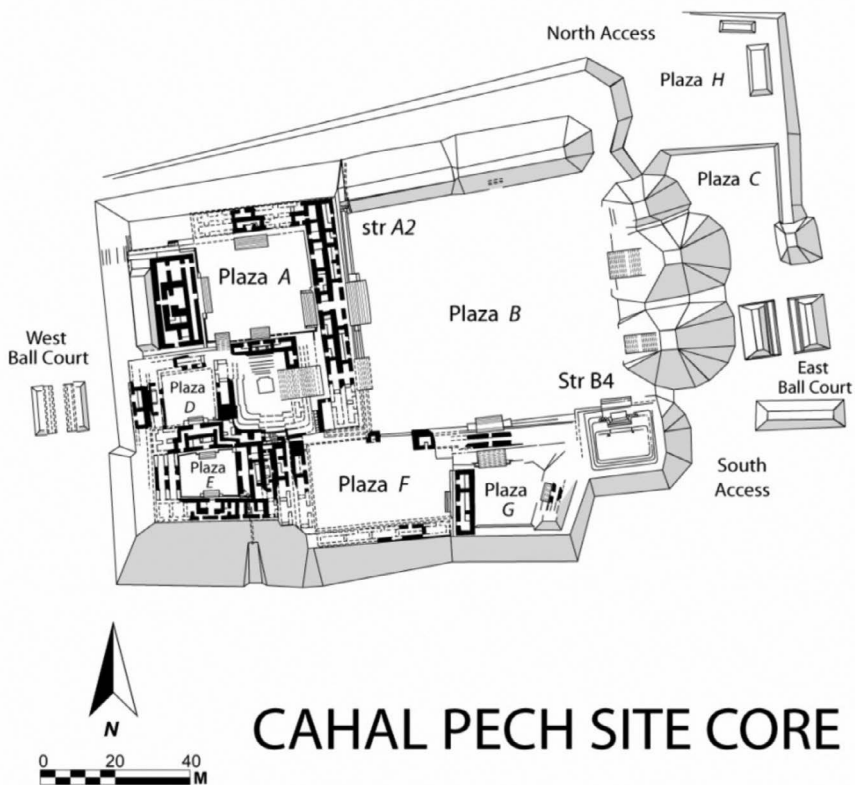 North Access
Plaza H
Plaza C
str A2
Plaza A
Plaza B
West
Ball Court
Plaza
D
Str B4
East
Ball Court
Plaza
E
Plaza F
Plaza
G
South
Access
N
CAHAL PECH SITE CORE
0 20 40
M